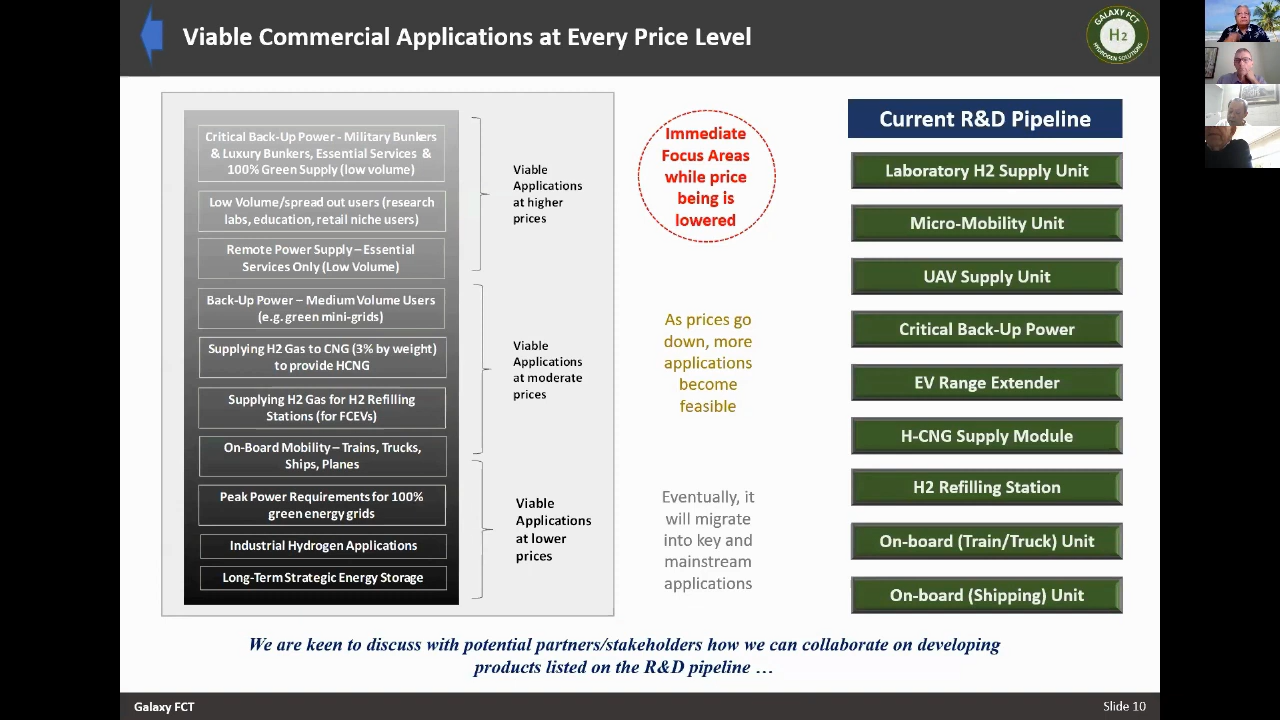 Viable Commercial Applications at Every Price Level
GALAXY FCT
H2
HYDROGEN SOLUTIONS
Critical Back-Up Power - Military Bunkers
& Luxury Bunkers, Essential Services &
100% Green Supply (low volume)
Low Volume/spread out users (research
labs, education, retail niche users)
Remote Power Supply – Essential
Services Only (Low Volume)
Back-Up Power – Medium Volume Users
(e.g. green mini-grids)
Supplying H2 Gas to CNG (3% by weight)
to provide HCNG
Supplying H2 Gas for H2 Refilling
Stations (for FCEVs)
On-Board Mobility – Trains, Trucks,
Ships, Planes
Peak Power Requirements for 100%
green energy grids
Industrial Hydrogen Applications
Long-Term Strategic Energy Storage
Viable
Applications
at higher
prices
Viable
Applications
at moderate
prices
Viable
Applications
at lower
prices
Immediate
Focus Areas
while price
being is
lowered
As prices go
down, more
applications
become
feasible
Eventually, it
will migrate
into key and
mainstream
applications
Current R&D Pipeline
Laboratory H2 Supply Unit
Micro-Mobility Unit
UAV Supply Unit
Critical Back-Up Power
EV Range Extender
H-CNG Supply Module
H2 Refilling Station
On-board (Train/Truck) Unit
On-board (Shipping) Unit
We are keen to discuss with potential partners/stakeholders how we can collaborate on developing
products listed on the R&D pipeline …
Galaxy FCT
Slide 10